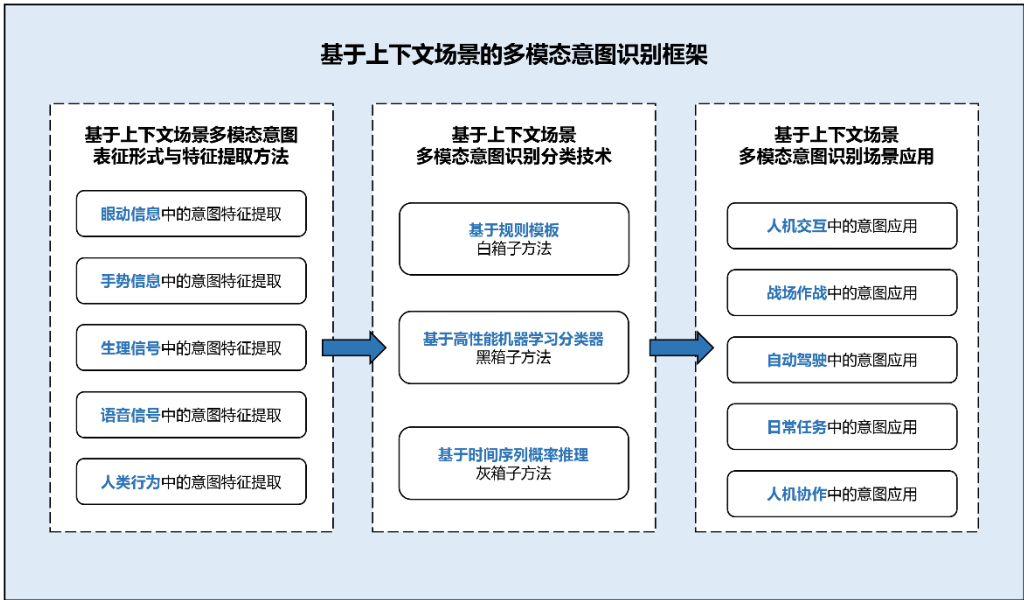 基于上下文场景的多模态意图识别框架
基于上下文场景多模态意图
表征形式与特征提取方法
眼动信息中的意图特征提取
手势信息中的意图特征提取
生理信号中的意图特征提取
语音信号中的意图特征提取
人类行为中的意图特征提取
基于上下文场景
多模态意图识别分类技术
基于规则模板
白箱子方法
基于高性能机器学习分类器
黑箱子方法
基于时间序列概率推理
灰箱子方法
基于上下文场景
多模态意图识别场景应用
人机交互中的意图应用
战场作战中的意图应用
自动驾驶中的意图应用
日常任务中的意图应用
人机协作中的意图应用